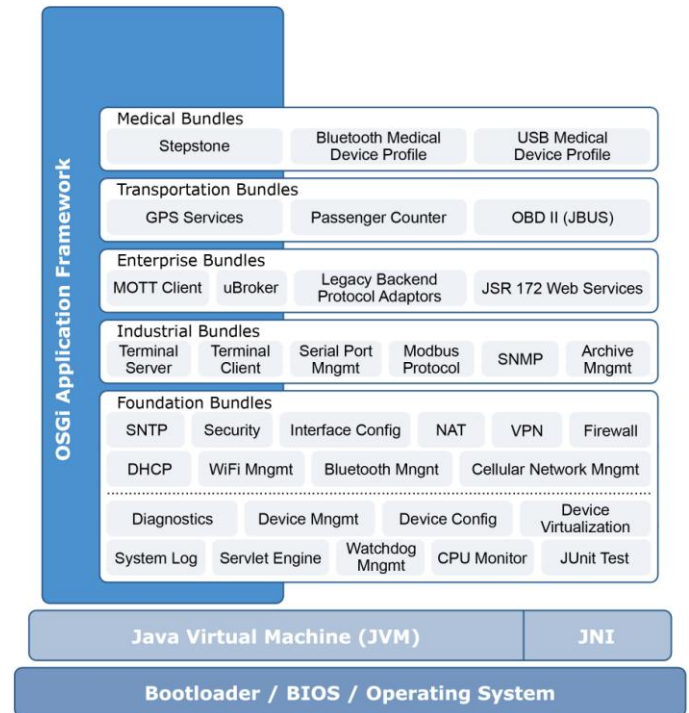 OSGi Application Framework
Medical Bundles
Stepstone
Bluetooth Medical
Device Profile
USB Medical
Device Profile
Transportation Bundles
GPS Services
Passenger Counter
OBD II (JBUS)
Enterprise Bundles
MOTT Client
uBroker
Legacy Backend
Protocol Adaptors
JSR 172 Web Services
Industrial Bundles
Terminal
Server
Terminal
Client
Serial Port
Mngmt
Modbus
Protocol
SNMP
Archive
Mngmt
Foundation Bundles
SNTP
Security
Interface Config
NAT
VPN
Firewall
DHCP
WiFi Mngmt
Bluetooth Mngnt
Cellular Network Mngmt
Diagnostics
Device Mngmt
Device Config
Device
Virtualization
System Log
Servlet Engine
Watchdog
Mngmt
CPU Monitor
JUnit Test
Java Virtual Machine (JVM)
JNI
Bootloader / BIOS / Operating System